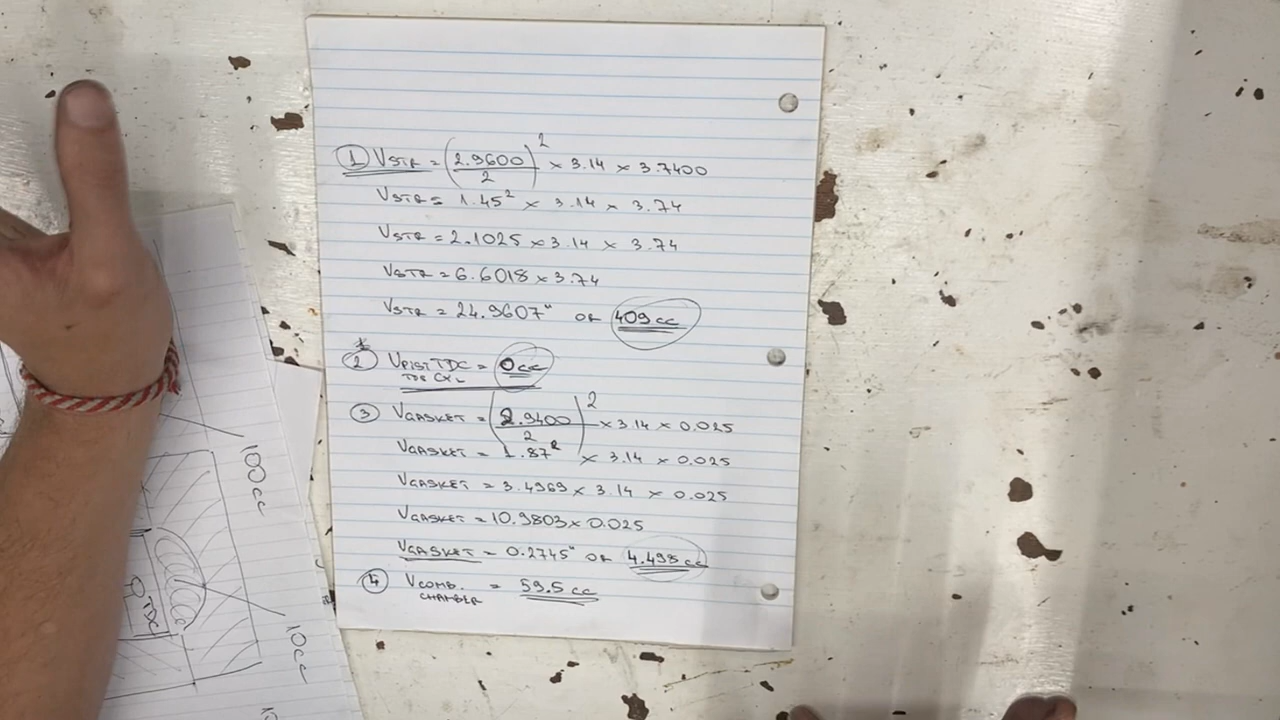 ① VSTR = (2.9600/2)² × 3.14 × 3.7400
VSTR = 1.45² × 3.14 × 3.74
VSTR = 2.1025 × 3.14 × 3.74
VSTR = 6.6018 × 3.74
VSTR = 24.9607" OR 409 cc
*② VPIST TDC = 0cc
③ VGASKET = (2.9400/2)² × 3.14 × 0.025
VGASKET = 1.87² × 3.14 × 0.025
VGASKET = 3.4969 × 3.14 × 0.025
VGASKET = 10.9803 × 0.025
VGASKET = 0.2745" OR 4.498 cc
④ VCOMB. = 59.5 cc
CHAMBER
100cc
TDC
10cc